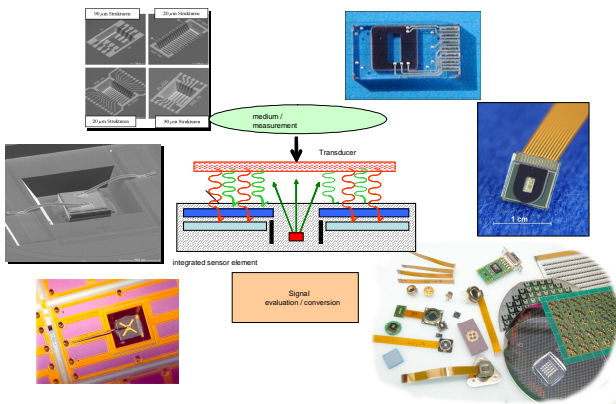 90 µm Strukturen
20 µm Strukturen
20 µm Strukturen
90 µm Strukturen
medium /
measurement
Transducer
1 cm
integrated sensor element
Signal
evaluation / conversion